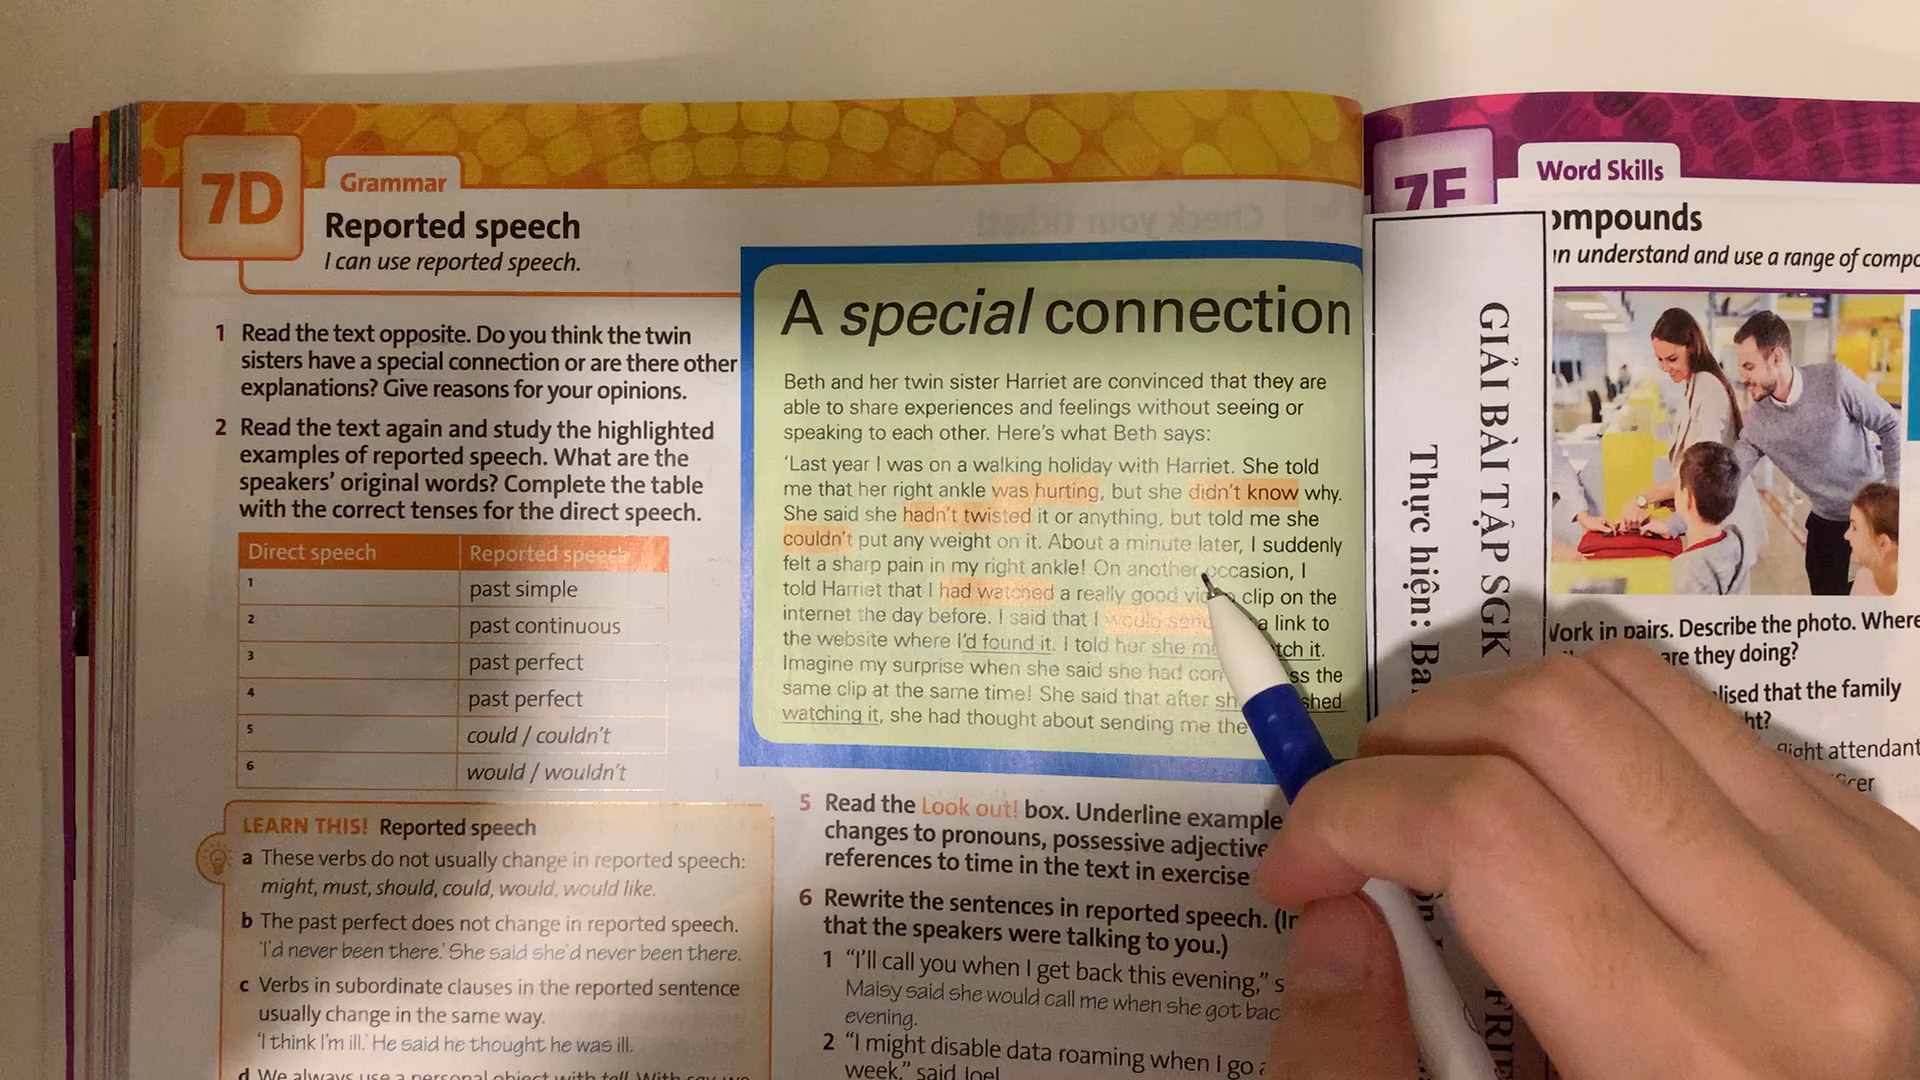 7D
Grammar
Reported speech
I can use reported speech.
1 Read the text opposite. Do you think the twin
sisters have a special connection or are there other
explanations? Give reasons for your opinions.
2 Read the text again and study the highlighted
examples of reported speech. What are the
speakers' original words? Complete the table
with the correct tenses for the direct speech.
Direct speech Reported speech
1 past simple
2 past continuous
3 past perfect
4 past perfect
5 could / couldn't
6 would / wouldn't
LEARN THIS! Reported speech
a These verbs do not usually change in reported speech:
might, must, should, could, would, would like.
b The past perfect does not change in reported speech.
'I'd never been there.' She said she'd never been there.
c Verbs in subordinate clauses in the reported sentence
usually change in the same way.
'I think I'm ill.' He said he thought he was ill.
d We always use a personal object with tell. With say we
A special connection
Beth and her twin sister Harriet are convinced that they are
able to share experiences and feelings without seeing or
speaking to each other. Here's what Beth says:
'Last year I was on a walking holiday with Harriet. She told
me that her right ankle was hurting, but she didn't know why.
She said she hadn't twisted it or anything, but told me she
couldn't put any weight on it. About a minute later, I suddenly
felt a sharp pain in my right ankle! On another occasion, I
told Harriet that I had watched a really good clip on the
internet the day before. I said that I would send a link to
the website where I'd found it. I told her she tch it.
Imagine my surprise when she said she had com ss the
same clip at the same time! She said that after sh shed
watching it, she had thought about sending me the
5 Read the Look out! box. Underline example
changes to pronouns, possessive adjective
references to time in the text in exercise
6 Rewrite the sentences in reported speech. (In
that the speakers were talking to you.)
1 "I'll call you when I get back this evening," s
Maisy said she would call me when she got bac
evening.
2 "I might disable data roaming when I go
week," said Joel
GIẢI BÀI TẬP SGK
Thực hiện: Ba
FRIE
7E
Word Skills
ompounds
an understand and use a range of compo
Work in pairs. Describe the photo. Where
are they doing?
lised that the family
ht?
flight attendant
icer